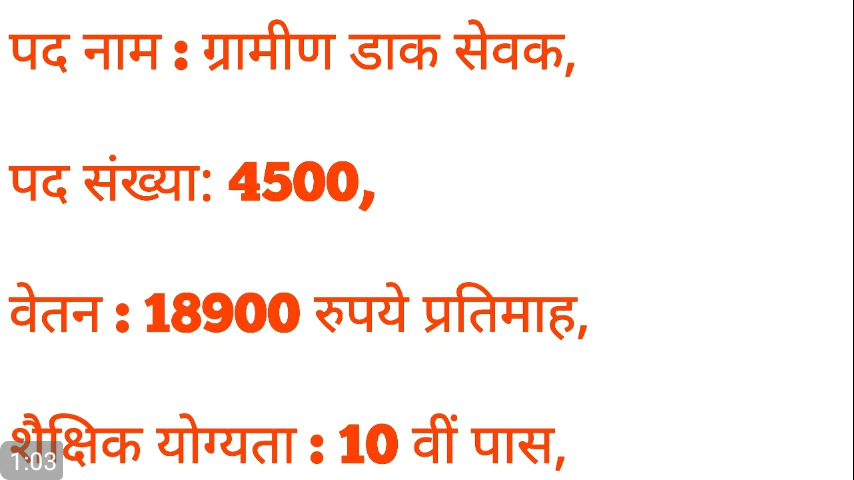 पद नाम : ग्रामीण डाक सेवक,
पद संख्या: 4500,
वेतन : 18900 रुपये प्रतिमाह,
शैक्षिक योग्यता : 10 वीं पास,
1:03